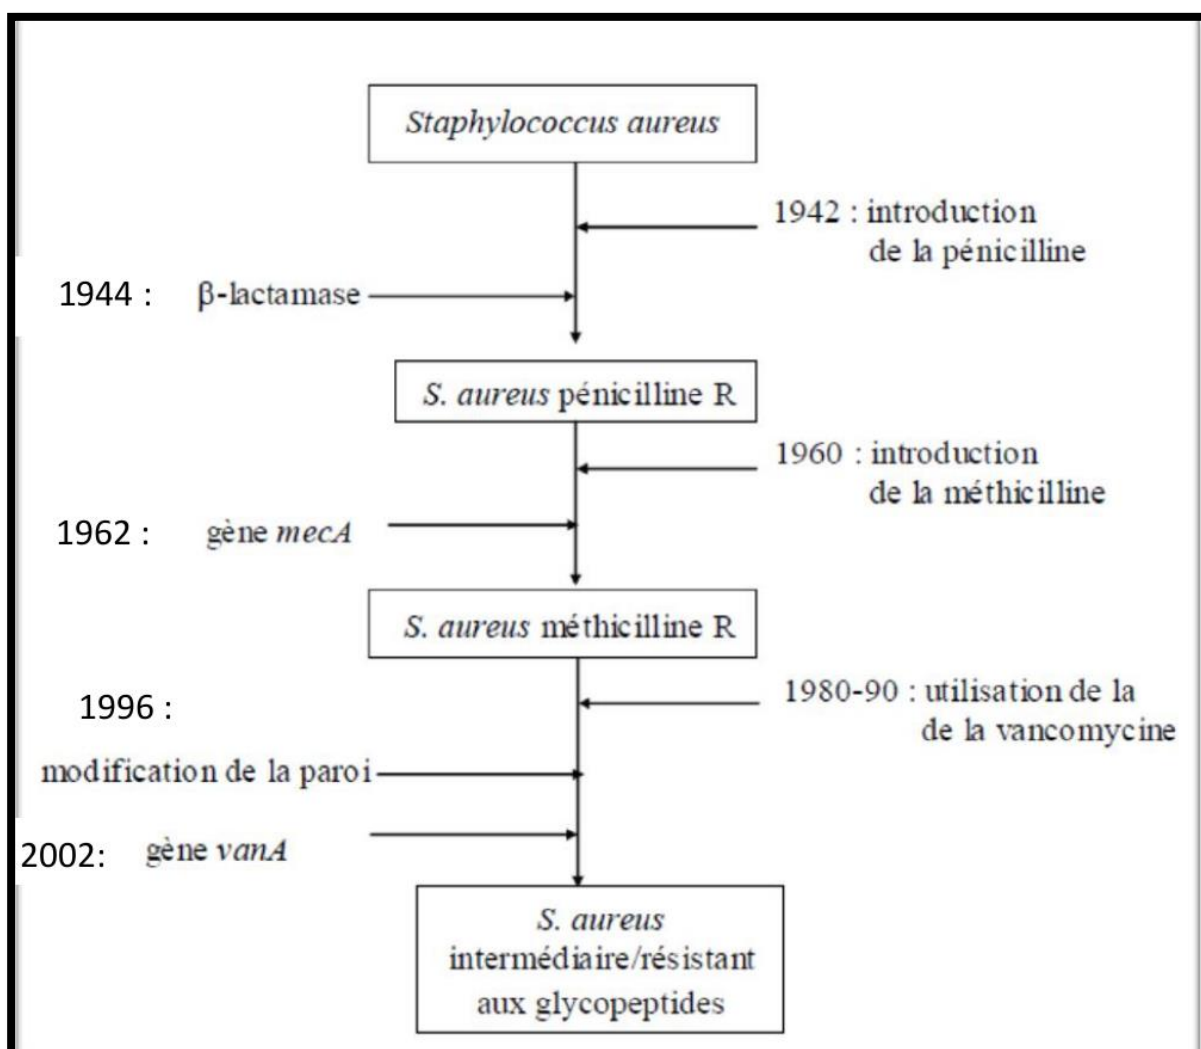 Staphylococcus aureus
1942 : introduction
de la pénicilline
1944 : β-lactamase
S. aureus pénicilline R
1960 : introduction
de la méthicilline
1962 : gène mecA
S. aureus méthicilline R
1980-90 : utilisation de la
de la vancomycine
1996 :
modification de la paroi
2002: gène vanA
S. aureus
intermédiaire/résistant
aux glycopeptides